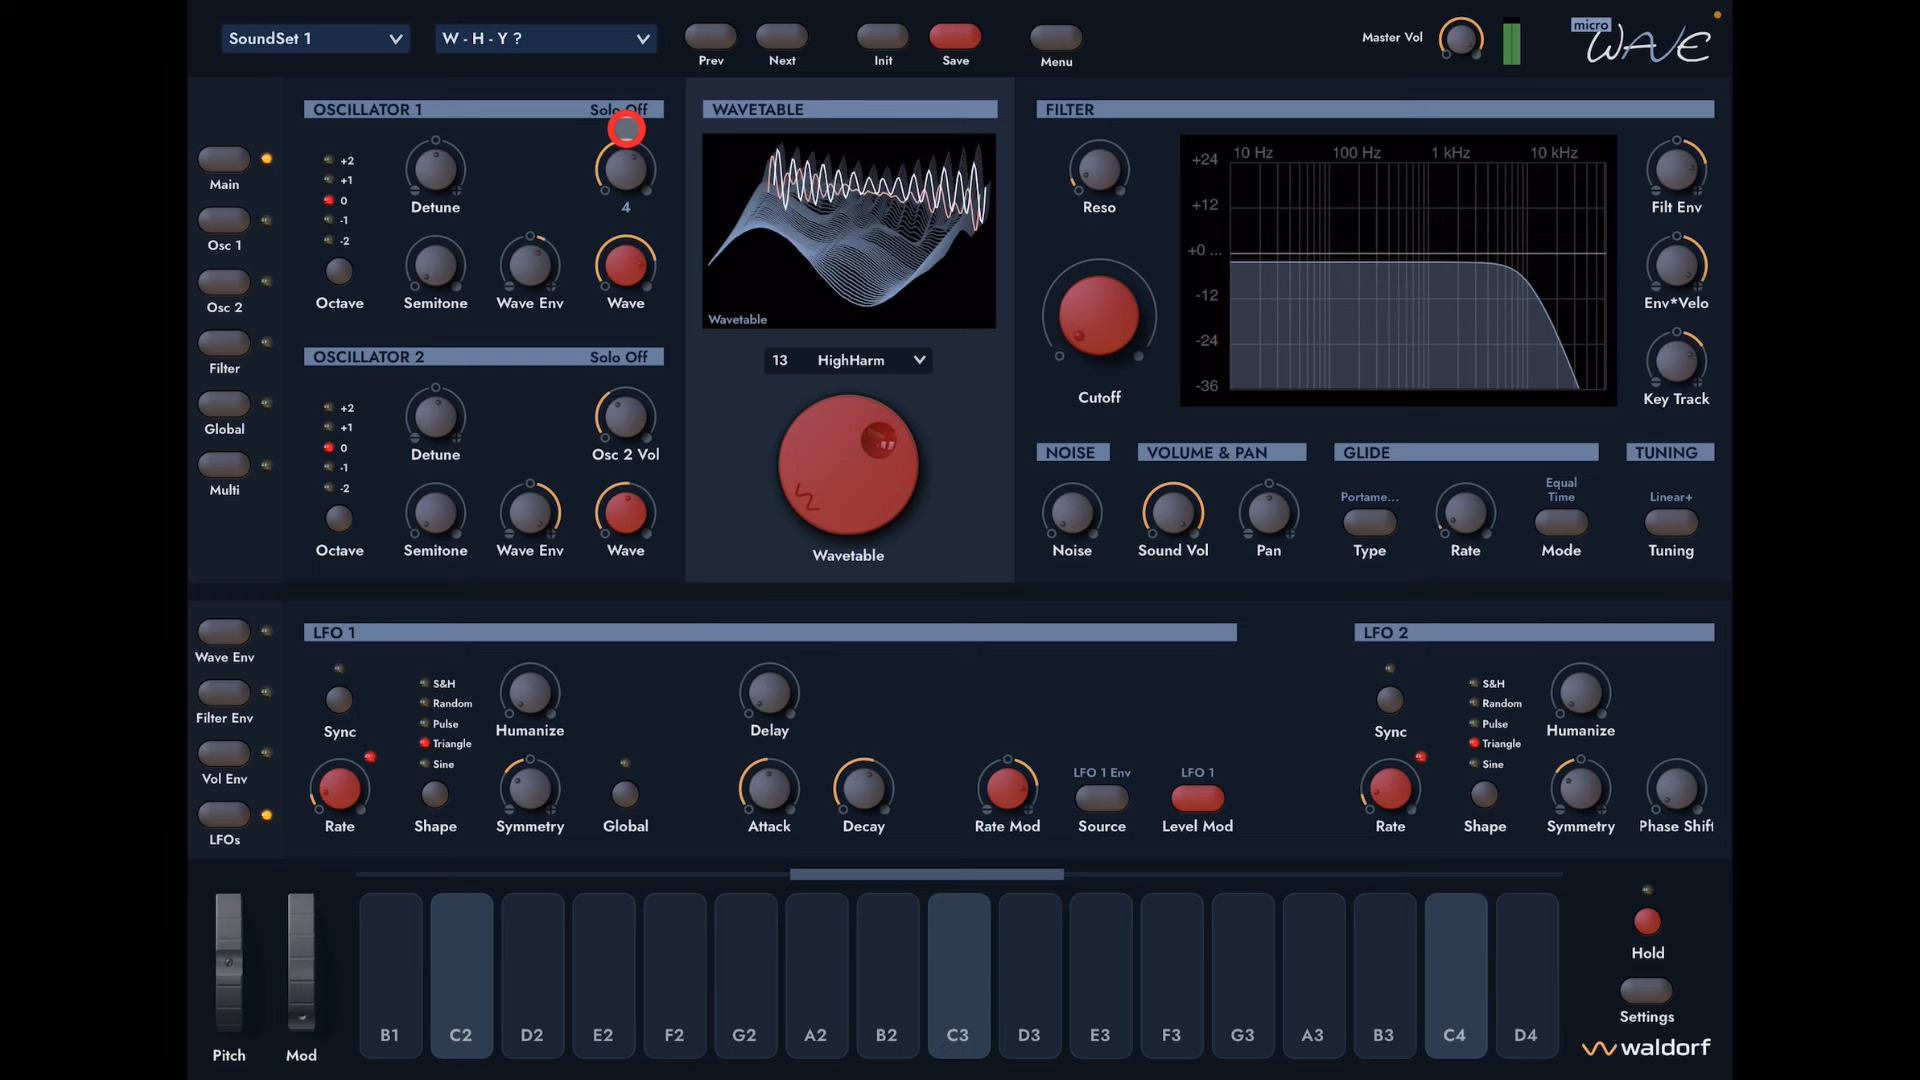 SoundSet 1
W - H - Y ?
Prev
Next
Init
Save
Menu
Master Vol
micro
WAVE
OSCILLATOR 1
Solo Off
Main
Osc 1
Osc 2
Filter
Global
Multi
+2
+1
0
-1
-2
Octave
Detune
4
Semitone
Wave Env
Wave
OSCILLATOR 2
Solo Off
+2
+1
0
-1
-2
Octave
Detune
Osc 2 Vol
Semitone
Wave Env
Wave
WAVETABLE
Wavetable
13 HighHarm
Wavetable
FILTER
Reso
Cutoff
10 Hz 100 Hz 1 kHz 10 kHz
+24
+12
+0 ...
-12
-24
-36
Filt Env
Env*Velo
Key Track
NOISE
Noise
VOLUME & PAN
Sound Vol
Pan
GLIDE
Portame...
Type
Rate
Equal
Time
Mode
TUNING
Linear+
Tuning
Wave Env
Filter Env
Vol Env
LFOs
LFO 1
Sync
Rate
S&H
Random
Pulse
Triangle
Sine
Shape
Humanize
Symmetry
Global
Delay
Attack
Decay
Rate Mod
LFO 1 Env
Source
LFO 1
Level Mod
LFO 2
Sync
Rate
S&H
Random
Pulse
Triangle
Sine
Shape
Humanize
Symmetry
Phase Shift
Pitch
Mod
B1 C2 D2 E2 F2 G2 A2 B2 C3 D3 E3 F3 G3 A3 B3 C4 D4
Hold
Settings
waldorf